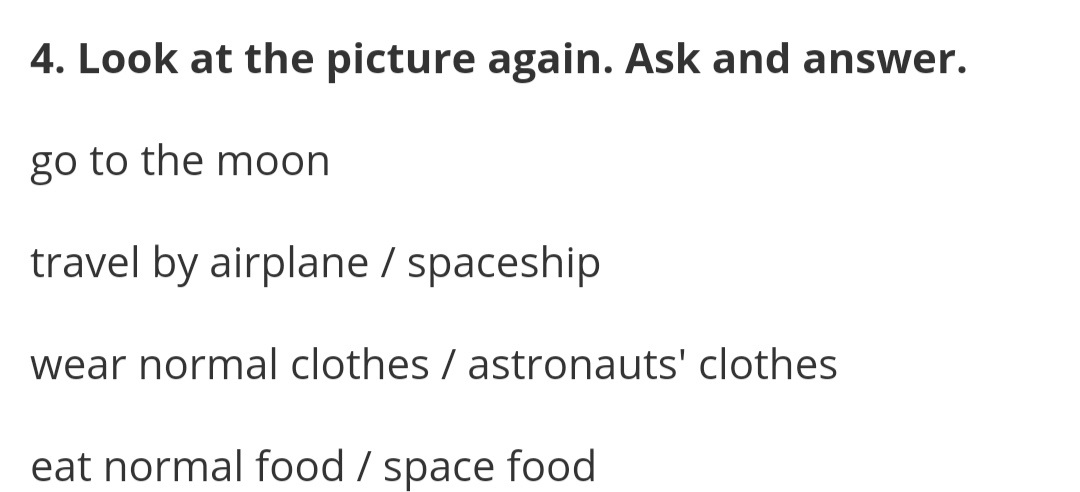 4. Look at the picture again. Ask and answer.
go to the moon
travel by airplane / spaceship
wear normal clothes / astronauts' clothes
eat normal food / space food